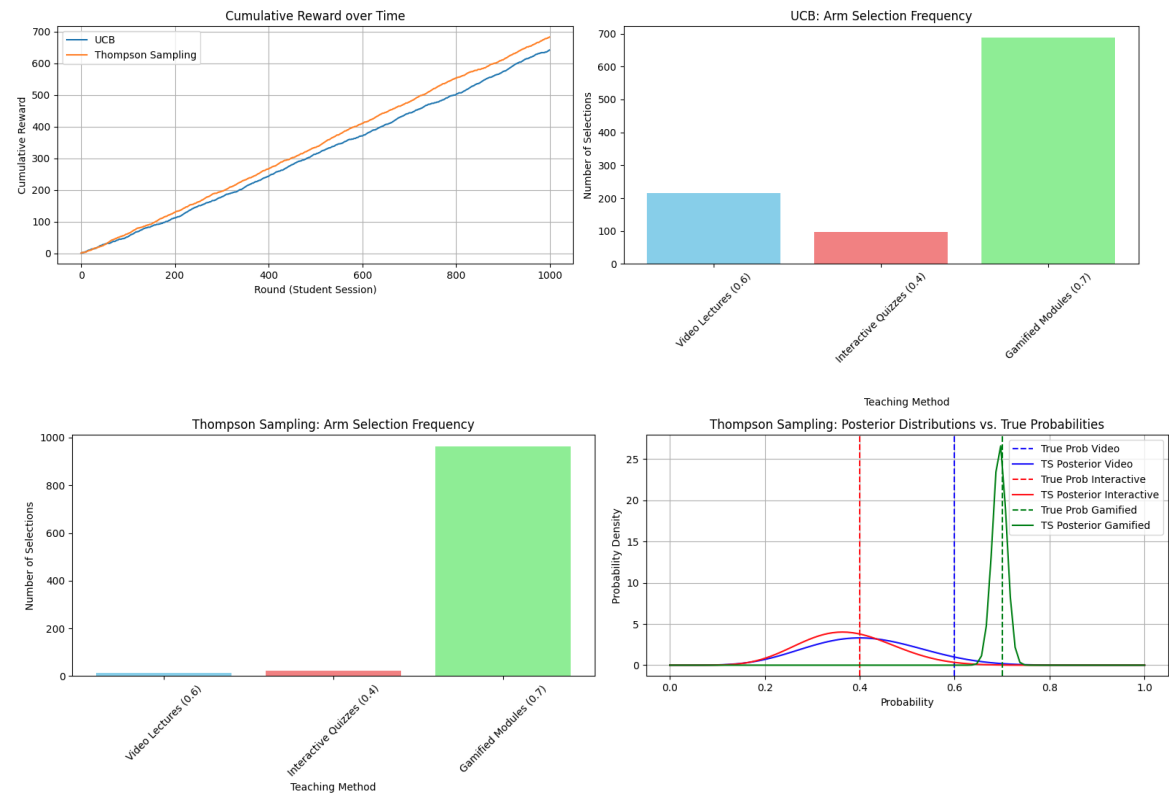 Cumulative Reward over Time
Cumulative Reward
700
600
500
400
300
200
100
0
UCB
Thompson Sampling
0
200
400
600
800
1000
Round (Student Session)
UCB: Arm Selection Frequency
Number of Selections
700
600
500
400
300
200
100
0
Video Lectures (0.6)
Interactive Quizzes (0.4)
Gamified Modules (0.7)
Teaching Method
Thompson Sampling: Arm Selection Frequency
Number of Selections
1000
800
600
400
200
0
Video Lectures (0.6)
Interactive Quizzes (0.4)
Gamified Modules (0.7)
Teaching Method
Thompson Sampling: Posterior Distributions vs. True Probabilities
Probability Density
25
20
15
10
5
0
True Prob Video
TS Posterior Video
True Prob Interactive
TS Posterior Interactive
True Prob Gamified
TS Posterior Gamified
0.0
0.2
0.4
0.6
0.8
1.0
Probability